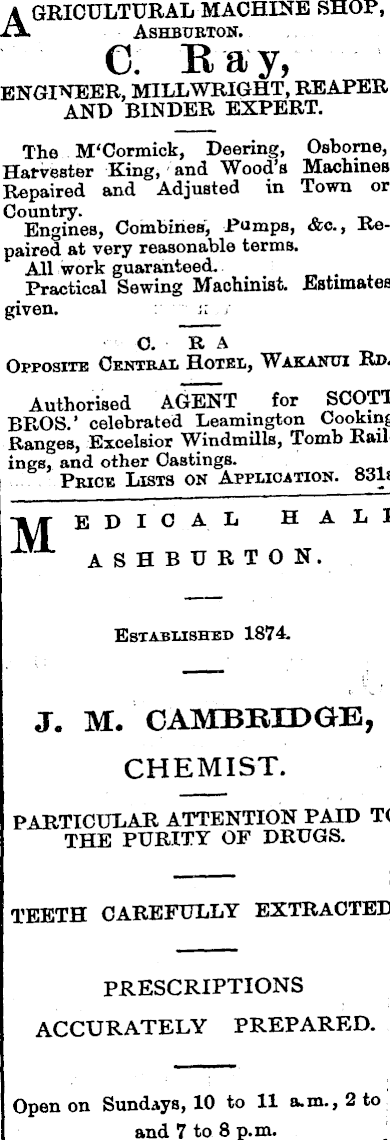 AGRICULTURAL MACHINE SHOP,
ASHBURTON.
C. Ray,
ENGINEER, MILLWRIGHT, REAPER
AND BINDER EXPERT.
The M'Cormick, Deering, Osborne,
Harvester King, and Wood's Machines
Repaired and Adjusted in Town or
Country.
Engines, Combines, Pumps, &c., Re-
paired at very reasonable terms.
All work guaranteed.
Practical Sewing Machinist. Estimates
given.
C. R A
OPPOSITE CENTRAL HOTEL, WAKANUI RD.
Authorised AGENT for SCOTT
BROS.' celebrated Leamington Cooking
Ranges, Excelsior Windmills, Tomb Rail
ings, and other Castings.
PRICE LISTS ON APPLICATION. 831
MEDICAL HALL
ASHBURTON.
ESTABLISHED 1874.
J. M. CAMBRIDGE,
CHEMIST.
PARTICULAR ATTENTION PAID TO
THE PURITY OF DRUGS.
TEETH CAREFULLY EXTRACTED
PRESCRIPTIONS
ACCURATELY PREPARED.
Open on Sundays, 10 to 11 a.m., 2 to
and 7 to 8 p.m.